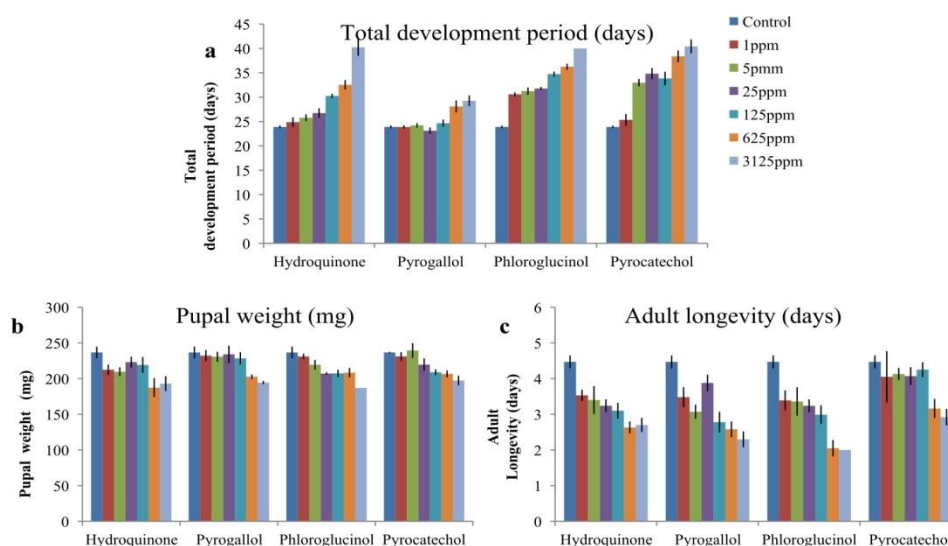 a
Total development period (days)
Total
development period (days)
45
40
35
30
25
20
15
10
5
0
Hydroquinone Pyrogallol Phloroglucinol Pyrocatechol
Control
1ppm
5pmm
25ppm
125ppm
625ppm
3125ppm
b
Pupal weight (mg)
Pupal weight (mg)
300
250
200
150
100
50
0
Hydroquinone Pyrogallol Phloroglucinol Pyrocatechol
c
Adult longevity (days)
Adult
Longevity (days)
6
5
4
3
2
1
0
Hydroquinone Pyrogallol Phloroglucinol Pyrocatecho